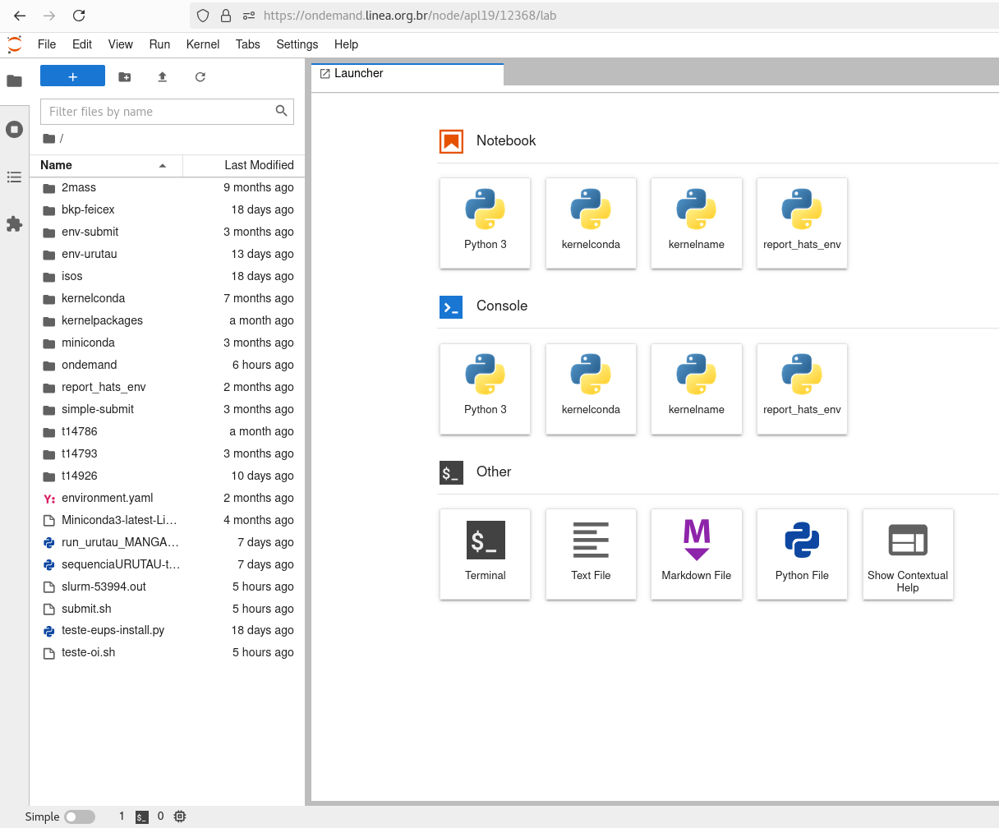 https://ondemand.linea.org.br/node/apl19/12368/lab
File Edit View Run Kernel Tabs Settings Help
+
Filter files by name
/
Name Last Modified
2mass 9 months ago
bkp-feicex 18 days ago
env-submit 3 months ago
env-urutau 13 days ago
isos 18 days ago
kernelconda 7 months ago
kernelpackages a month ago
miniconda 3 months ago
ondemand 6 hours ago
report_hats_env 2 months ago
simple-submit 3 months ago
t14786 a month ago
t14793 3 months ago
t14926 10 days ago
Y: environment.yaml 2 months ago
Miniconda3-latest-Li... 4 months ago
run_urutau_MANGA... 7 days ago
sequenciaURUTAU-t... 7 days ago
slurm-53994.out 5 hours ago
submit.sh 5 hours ago
teste-eups-install.py 18 days ago
teste-oi.sh 5 hours ago
Launcher
Notebook
Python 3 kernelconda kernelname report_hats_env
>_ Console
Python 3 kernelconda kernelname report_hats_env
$_ Other
$_ M
Terminal Text File Markdown File Python File Show Contextual Help
Simple 1 $_ 0